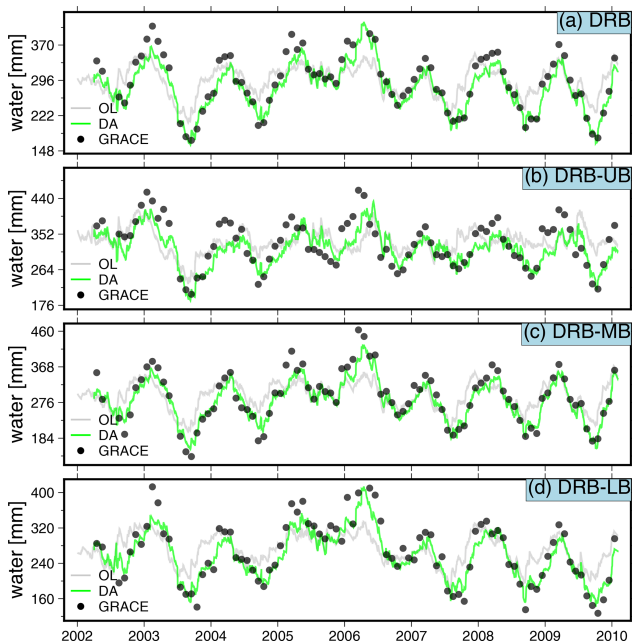 (a) DRB
water [mm]
370
296
222
148
OL
DA
GRACE
(b) DRB-UB
water [mm]
440
352
264
176
OL
DA
GRACE
(c) DRB-MB
water [mm]
460
368
276
184
OL
DA
GRACE
(d) DRB-LB
water [mm]
400
320
240
160
OL
DA
GRACE
2002 2003 2004 2005 2006 2007 2008 2009 2010